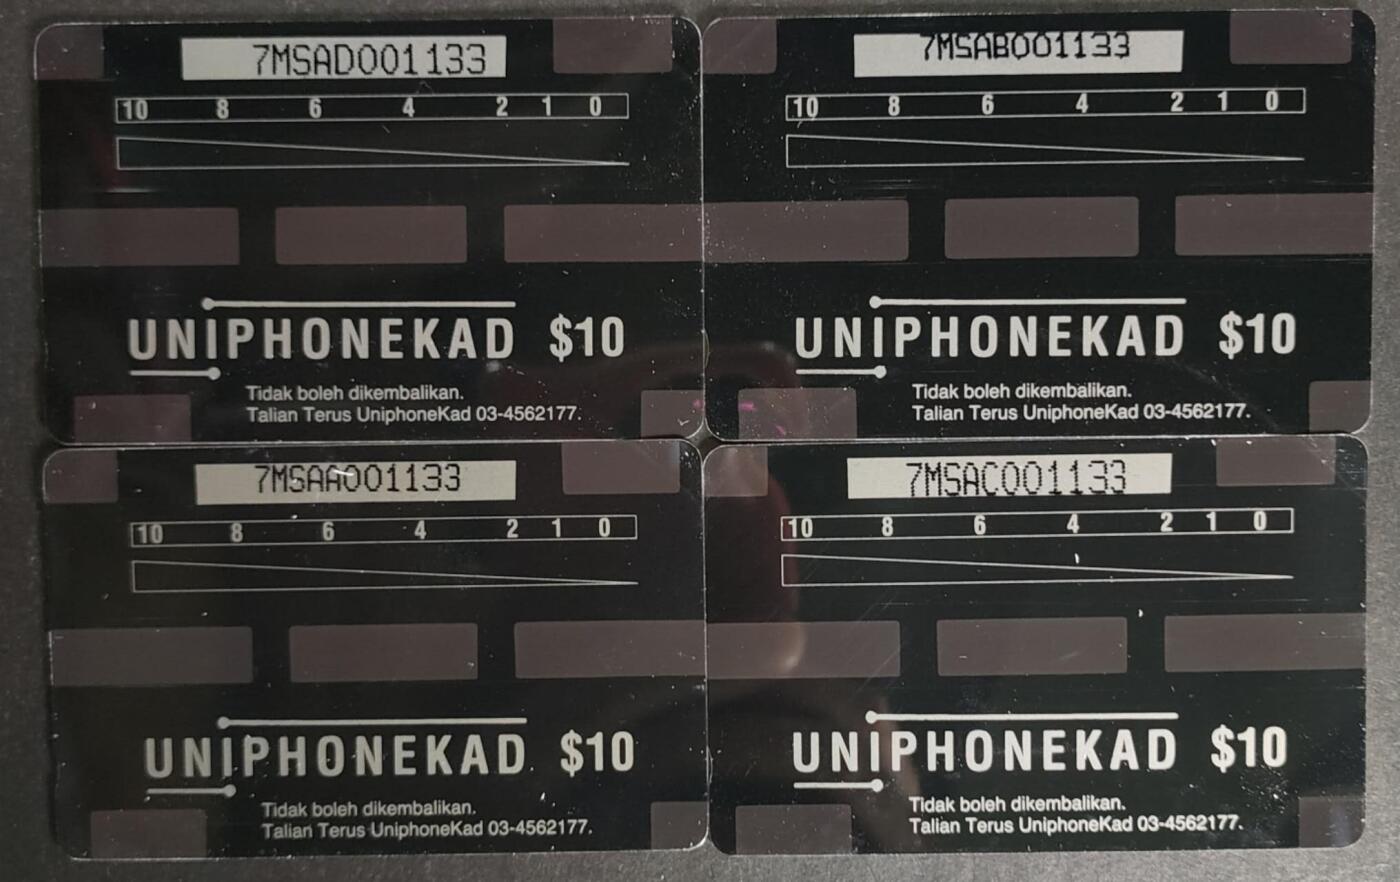 7MSAD001133
10 8 6 4 2 1 0
UNIPHONEKAD $10
Tidak boleh dikembalikan.
Talian Terus UniphoneKad 03-4562177.
7MSAB001133
10 8 6 4 2 1 0
UNIPHONEKAD $10
Tidak boleh dikembalikan.
Talian Terus UniphoneKad 03-4562177.
7MSAA001133
10 8 6 4 2 1 0
UNIPHONEKAD $10
Tidak boleh dikembalikan.
Talian Terus UniphoneKad 03-4562177.
7MSAC001133
10 8 6 4 2 1 0
UNIPHONEKAD $10
Tidak boleh dikembalikan.
Talian Terus UniphoneKad 03-4562177.